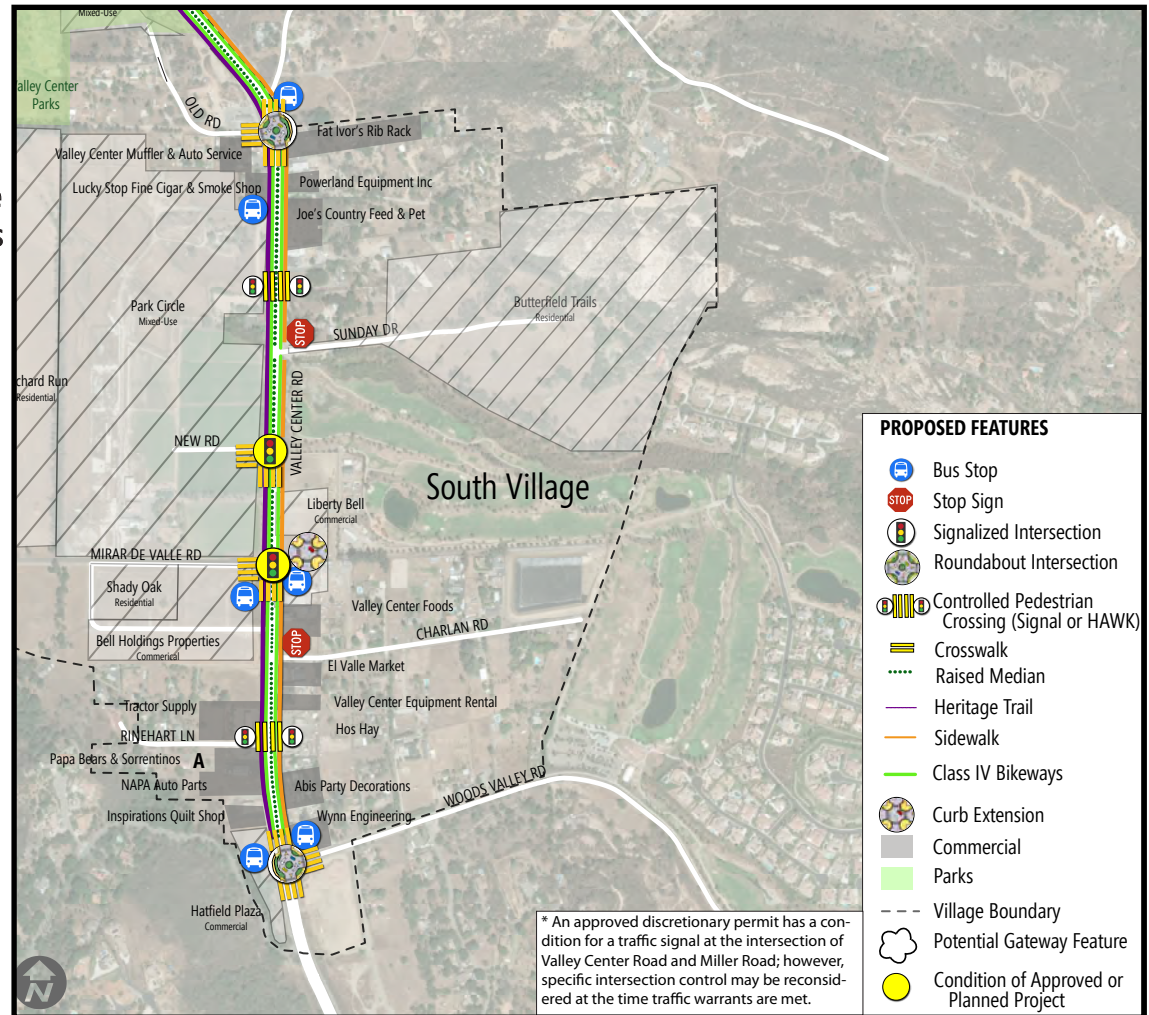 Mixed-Use
alley Center
Parks
OLD RD
Fat Ivor's Rib Rack
Valley Center Muffler & Auto Service
Lucky Stop Fine Cigar & Smoke Shop
Powerland Equipment Inc
Joe's Country Feed & Pet
Park Circle
Mixed-Use
Butterfield Trails
Residential
STOP
SUNDAY DR
chard Run
Residential
VALLEY CENTER RD
NEW RD
South Village
Liberty Bell
Commercial
MIRAR DE VALLE RD
Shady Oak
Residential
Valley Center Foods
CHARLAN RD
Bell Holdings Properties
Commerical
STOP
El Valle Market
Valley Center Equipment Rental
Tractor Supply
Hos Hay
RINEHART LN
Papa Bears & Sorrentinos
A
NAPA Auto Parts
Abis Party Decorations
WOODS VALLEY RD
Inspirations Quilt Shop
Wynn Engineering
Hatfield Plaza
Commercial
N
* An approved discretionary permit has a con-
dition for a traffic signal at the intersection of
Valley Center Road and Miller Road; however,
specific intersection control may be reconsid-
ered at the time traffic warrants are met.
PROPOSED FEATURES
Bus Stop
STOP Stop Sign
Signalized Intersection
Roundabout Intersection
Controlled Pedestrian
Crossing (Signal or HAWK)
Crosswalk
Raised Median
Heritage Trail
Sidewalk
Class IV Bikeways
Curb Extension
Commercial
Parks
Village Boundary
Potential Gateway Feature
Condition of Approved or
Planned Project